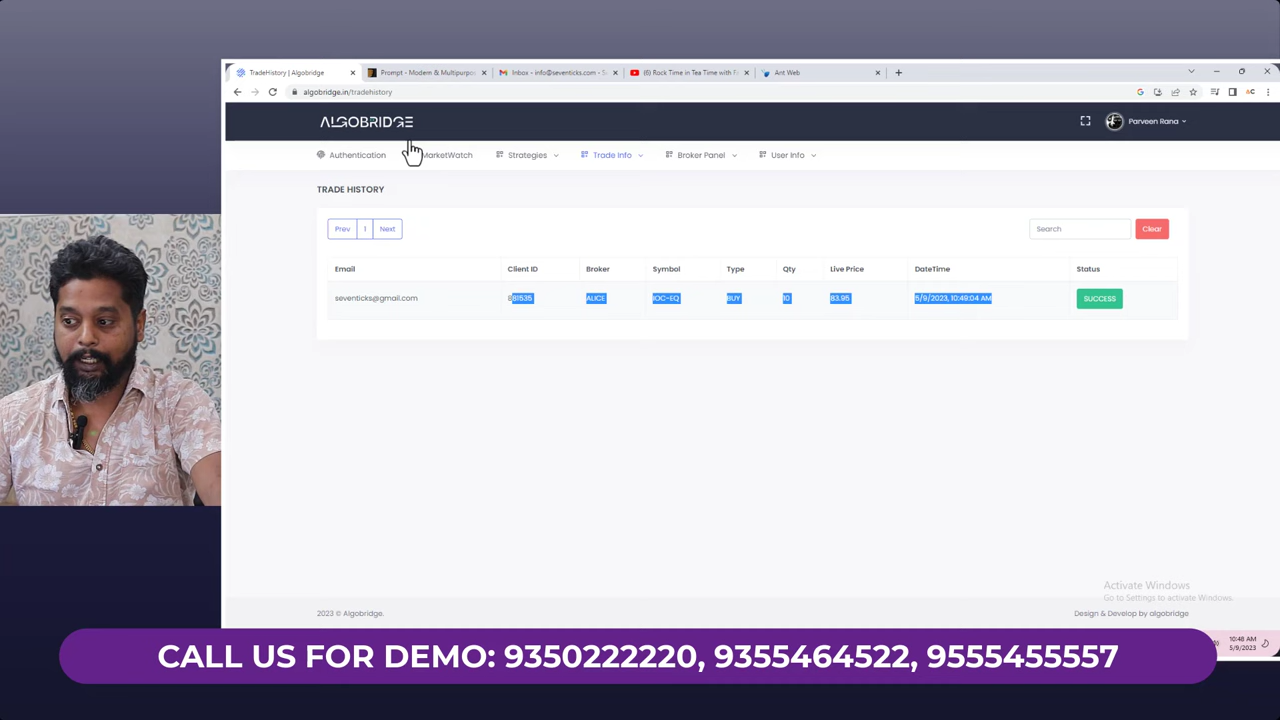 TradeHistory | Algobridge
Prompt - Modern & Multipurpos
Inbox - info@seventicks.com - Se
(6) Rock Time in Tea Time with F
Ant Web
algobridge.in/tradehistory
ALGOBRIDGE
Parveen Rana
Authentication
MarketWatch
Strategies
Trade Info
Broker Panel
User Info
TRADE HISTORY
Prev 1 Next
Search
Clear
Email Client ID Broker Symbol Type Qty Live Price DateTime Status
seventicks@gmail.com 881535 ALICE IOC-EQ BUY 10 83.95 5/9/2023, 10:49:04 AM SUCCESS
Activate Windows
Go to Settings to activate Windows.
2023 © Algobridge.
Design & Develop by algobridge
10:48 AM
5/9/2023
CALL US FOR DEMO: 9350222220, 9355464522, 9555455557